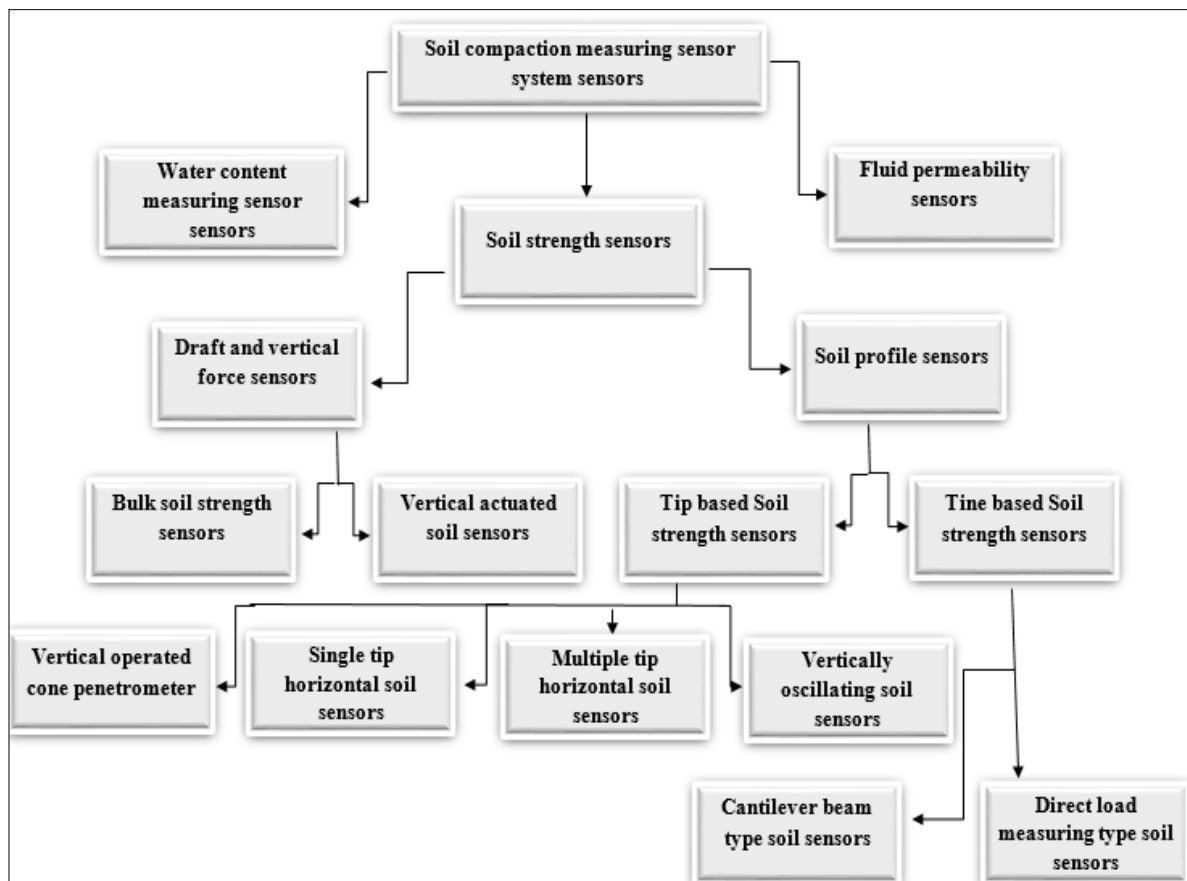 Soil compaction measuring sensor
system sensors
Water content
measuring sensor
sensors
Fluid permeability
sensors
Soil strength sensors
Draft and vertical
force sensors
Soil profile sensors
Bulk soil strength
sensors
Vertical actuated
soil sensors
Tip based Soil
strength sensors
Tine based Soil
strength sensors
Vertical operated
cone penetrometer
Single tip
horizontal soil
sensors
Multiple tip
horizontal soil
sensors
Vertically
oscillating soil
sensors
Cantilever beam
type soil sensors
Direct load
measuring type soil
sensors